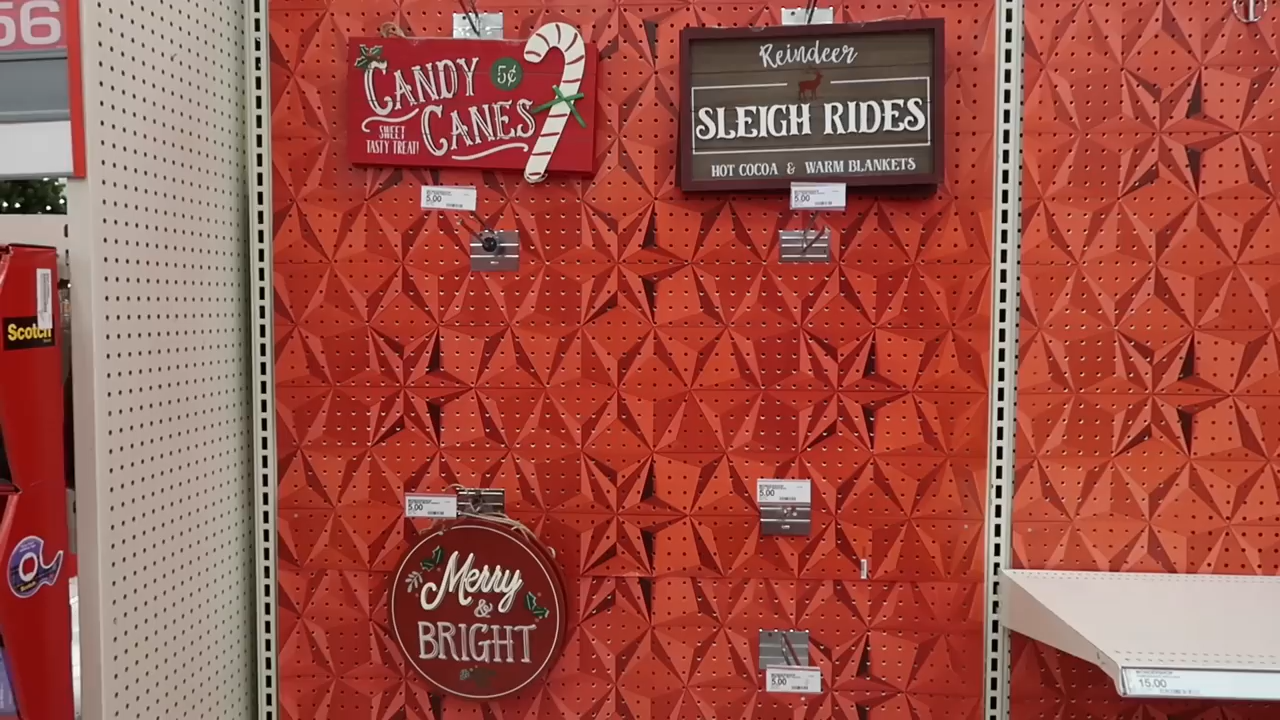 56
CANDY 5¢
CANES
SWEET
TASTY TREAT!
Reindeer
SLEIGH RIDES
HOT COCOA & WARM BLANKETS
5.00
5.00
Scotch
5.00
5.00
Merry
&
BRIGHT
5.00
15.00